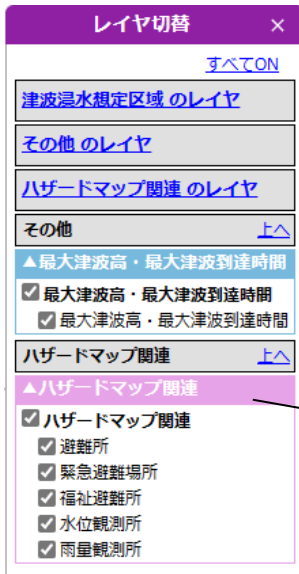 レイヤ切替 ×
すべてON
津波浸水想定区域 のレイヤ
その他 のレイヤ
ハザードマップ関連 のレイヤ
その他 上へ
▲最大津波高・最大津波到達時間
最大津波高・最大津波到達時間
最大津波高・最大津波到達時間
ハザードマップ関連 上へ
▲ハザードマップ関連
ハザードマップ関連
避難所
緊急避難場所
福祉避難所
水位観測所
雨量観測所